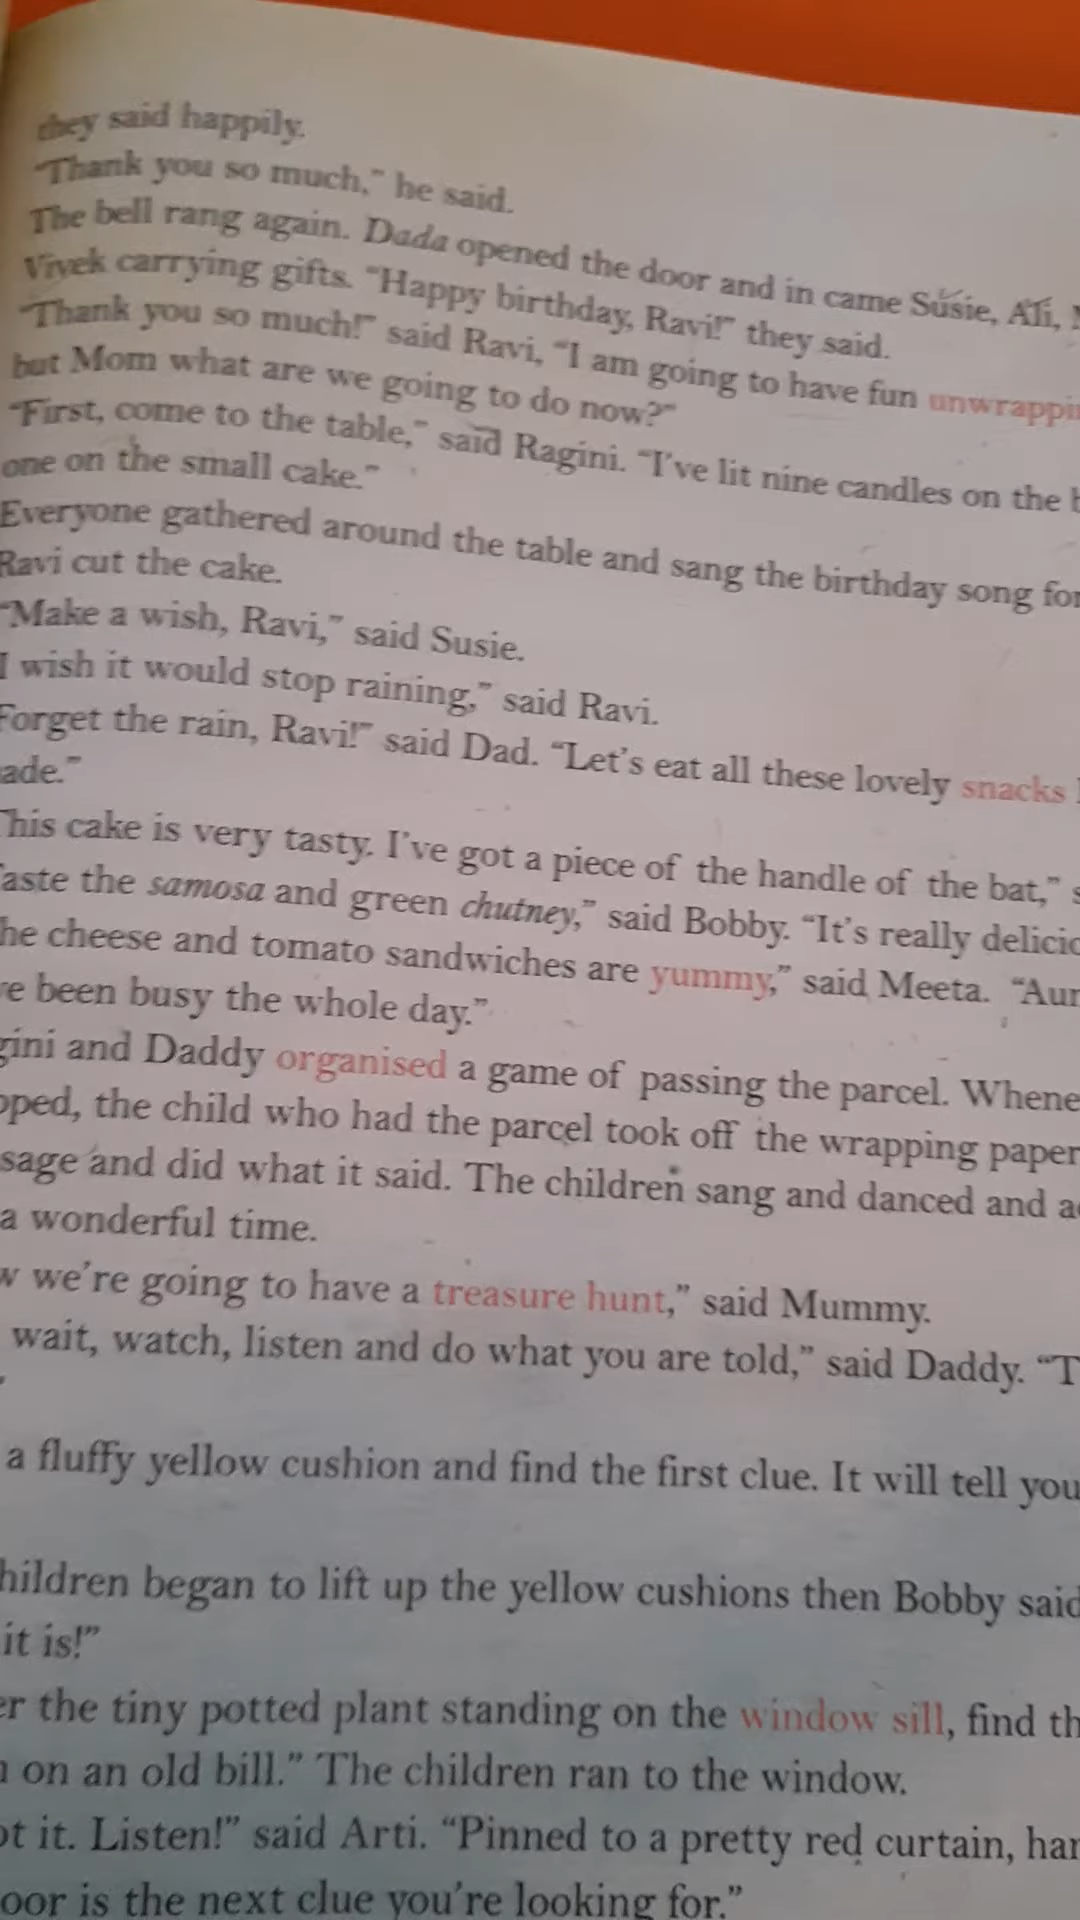 they said happily.
“Thank you so much,” he said.
The bell rang again. Dada opened the door and in came Susie, Ali,
Vivek carrying gifts. “Happy birthday, Ravi!” they said.
“Thank you so much!” said Ravi, “I am going to have fun unwrappi
but Mom what are we going to do now?”
“First, come to the table,” said Ragini. “I’ve lit nine candles on the
one on the small cake.”
Everyone gathered around the table and sang the birthday song for
Ravi cut the cake.
“Make a wish, Ravi,” said Susie.
I wish it would stop raining,” said Ravi.
Forget the rain, Ravi!” said Dad. “Let’s eat all these lovely snacks
ade.”
This cake is very tasty. I’ve got a piece of the handle of the bat,”
aste the samosa and green chutney,” said Bobby. “It’s really delicio
he cheese and tomato sandwiches are yummy,” said Meeta. “Aun
ve been busy the whole day.”
gini and Daddy organised a game of passing the parcel. Whene
pped, the child who had the parcel took off the wrapping paper
sage and did what it said. The children sang and danced and a
a wonderful time.
w we’re going to have a treasure hunt,” said Mummy.
wait, watch, listen and do what you are told,” said Daddy. “T
a fluffy yellow cushion and find the first clue. It will tell you
hildren began to lift up the yellow cushions then Bobby said
it is!”
er the tiny potted plant standing on the window sill, find th
n on an old bill.” The children ran to the window.
ot it. Listen!” said Arti. “Pinned to a pretty red curtain, han
oor is the next clue you’re looking for.”